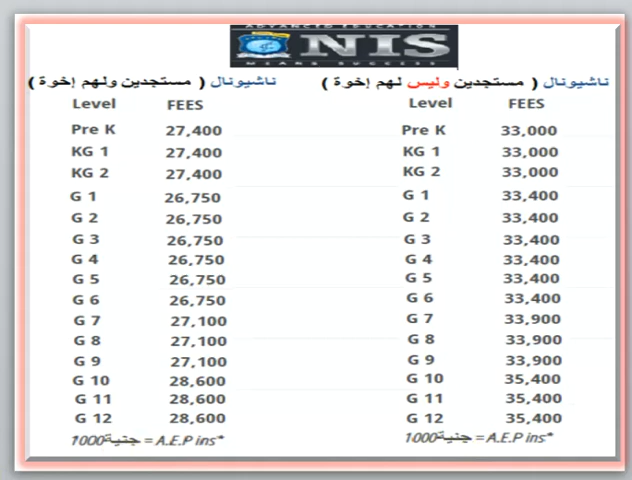 ADVANCED EDUCATION
NIS
MEANS SUCCESS
ناشيونال ( مستجدين ولهم إخوة )
Level FEES
Pre K 27,400
KG 1 27,400
KG 2 27,400
G 1 26,750
G 2 26,750
G 3 26,750
G 4 26,750
G 5 26,750
G 6 26,750
G 7 27,100
G 8 27,100
G 9 27,100
G 10 28,600
G 11 28,600
G 12 28,600
1000جنية = A.E.P ins*
ناشيونال ( مستجدين وليس لهم إخوة )
Level FEES
Pre K 33,000
KG 1 33,000
KG 2 33,000
G 1 33,400
G 2 33,400
G 3 33,400
G 4 33,400
G 5 33,400
G 6 33,400
G 7 33,900
G 8 33,900
G 9 33,900
G 10 35,400
G 11 35,400
G 12 35,400
1000جنية = A.E.P ins*